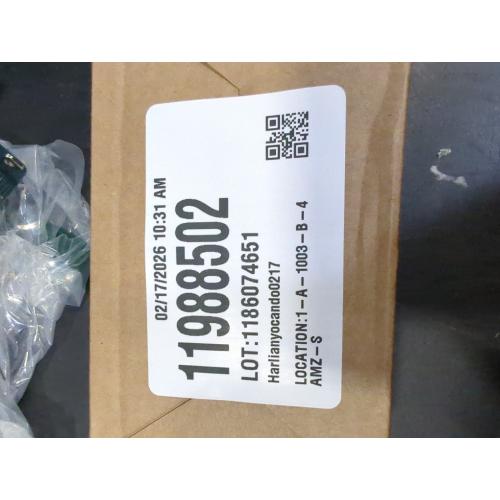 02/17/2026 10:31 AM
11988502
LOT:1186074651
Harlianyocando0217
LOCATION:1-A-1003-B-4
AMZ-S